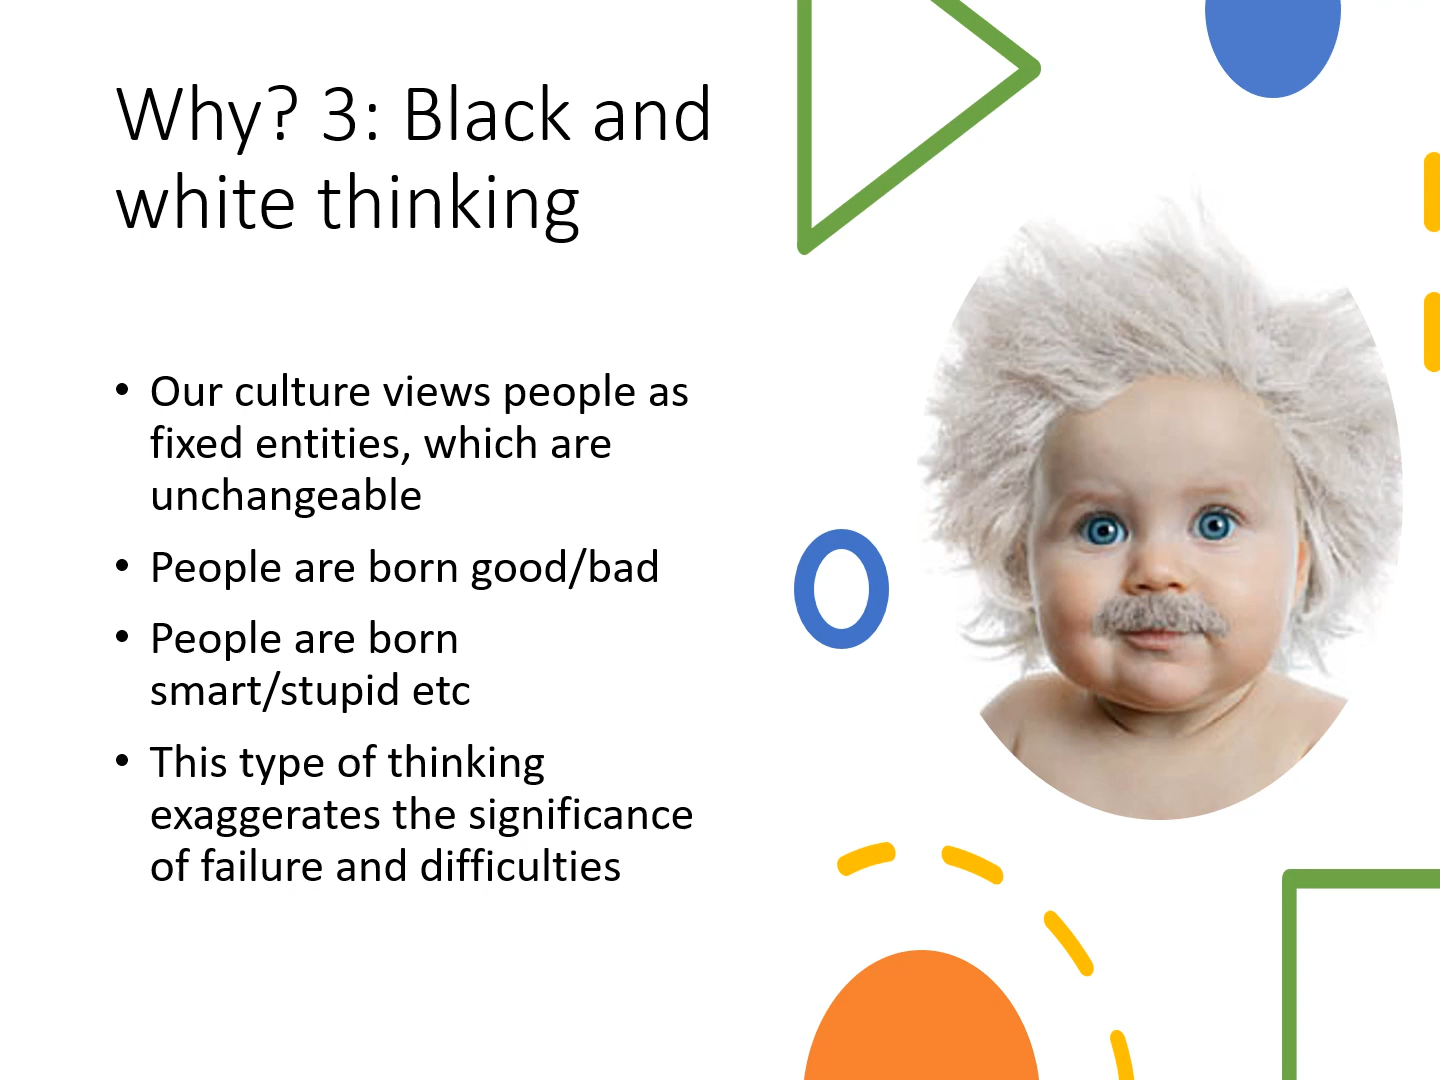 Why? 3: Black and
white thinking
• Our culture views people as
fixed entities, which are
unchangeable
• People are born good/bad
• People are born
smart/stupid etc
• This type of thinking
exaggerates the significance
of failure and difficulties